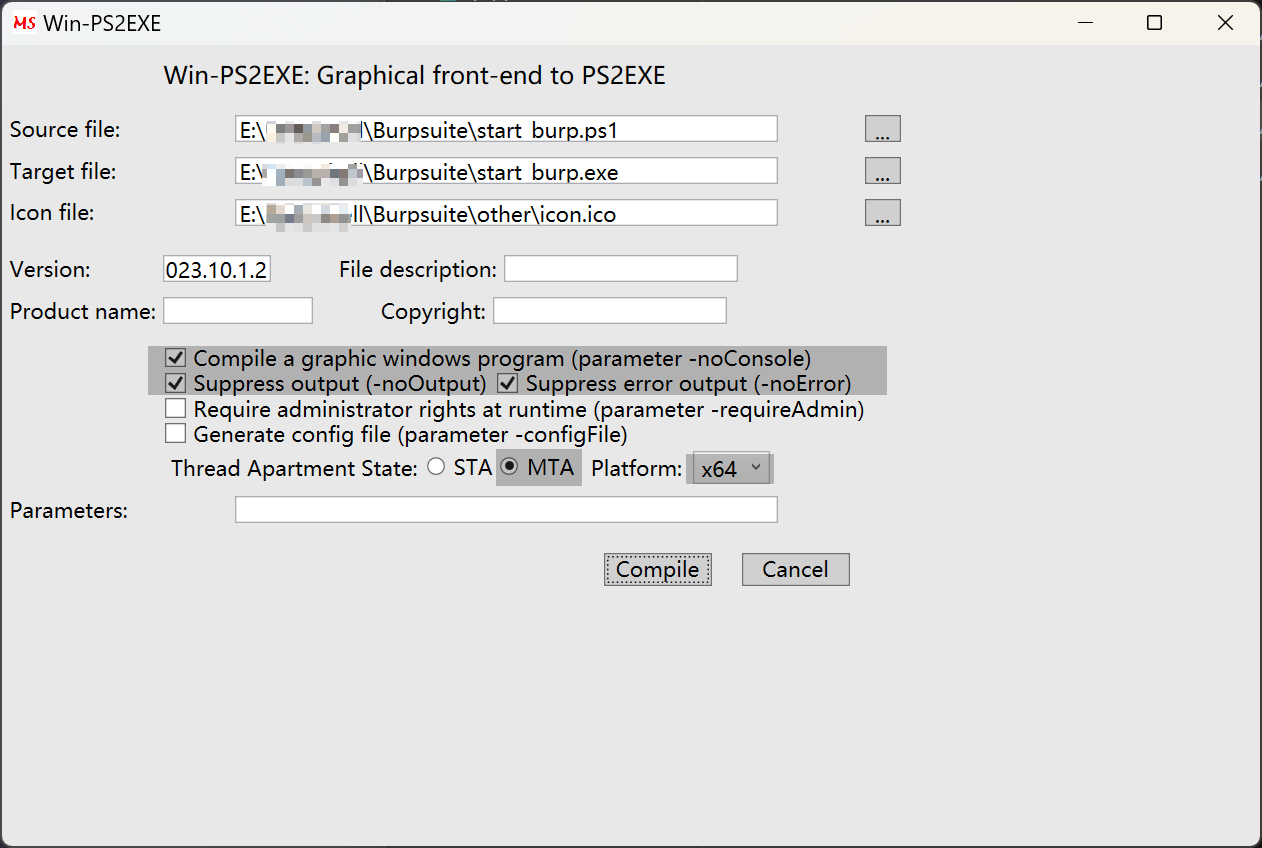 MS Win-PS2EXE
Win-PS2EXE: Graphical front-end to PS2EXE
Source file: E:\ \Burpsuite\start_burp.ps1 ...
Target file: E:\ \Burpsuite\start_burp.exe ...
Icon file: E:\ ll\Burpsuite\other\icon.ico ...
Version: 023.10.1.2 File description:
Product name: Copyright:
Compile a graphic windows program (parameter -noConsole)
Suppress output (-noOutput) Suppress error output (-noError)
Require administrator rights at runtime (parameter -requireAdmin)
Generate config file (parameter -configFile)
Thread Apartment State: STA MTA Platform: x64
Parameters:
Compile Cancel